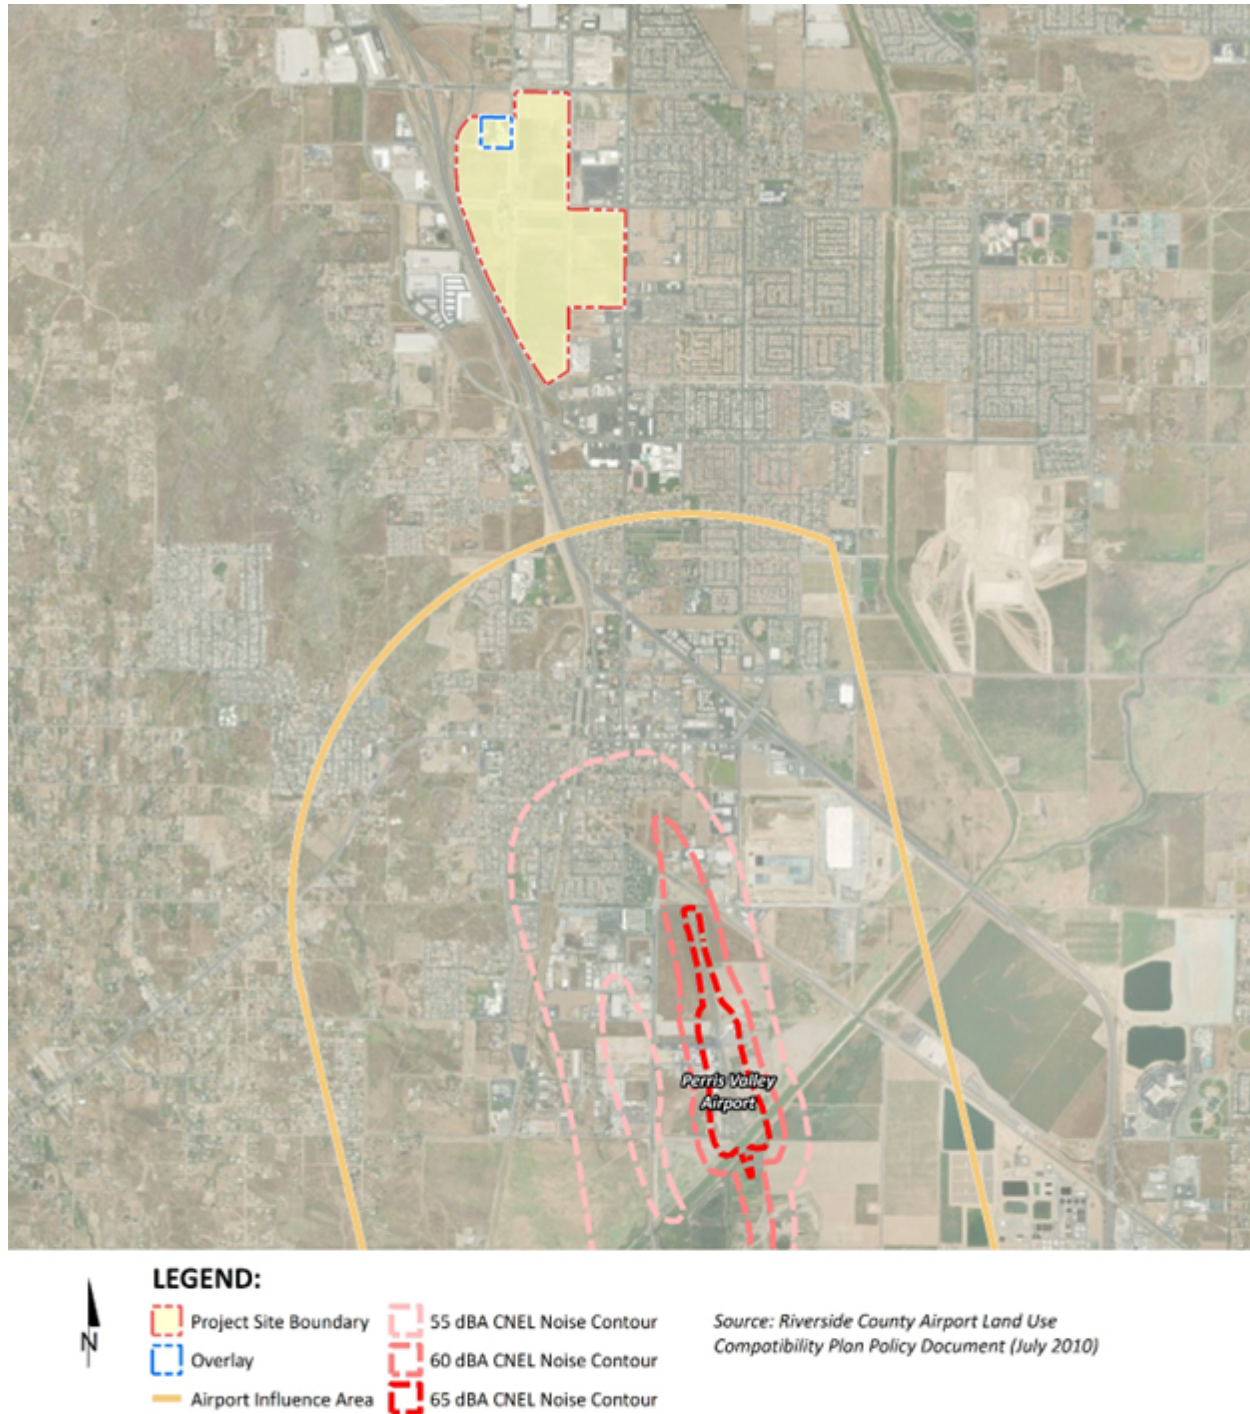 Perris Valley
Airport
N
LEGEND:
Project Site Boundary
Overlay
Airport Influence Area
55 dBA CNEL Noise Contour
60 dBA CNEL Noise Contour
65 dBA CNEL Noise Contour
Source: Riverside County Airport Land Use
Compatibility Plan Policy Document (July 2010)